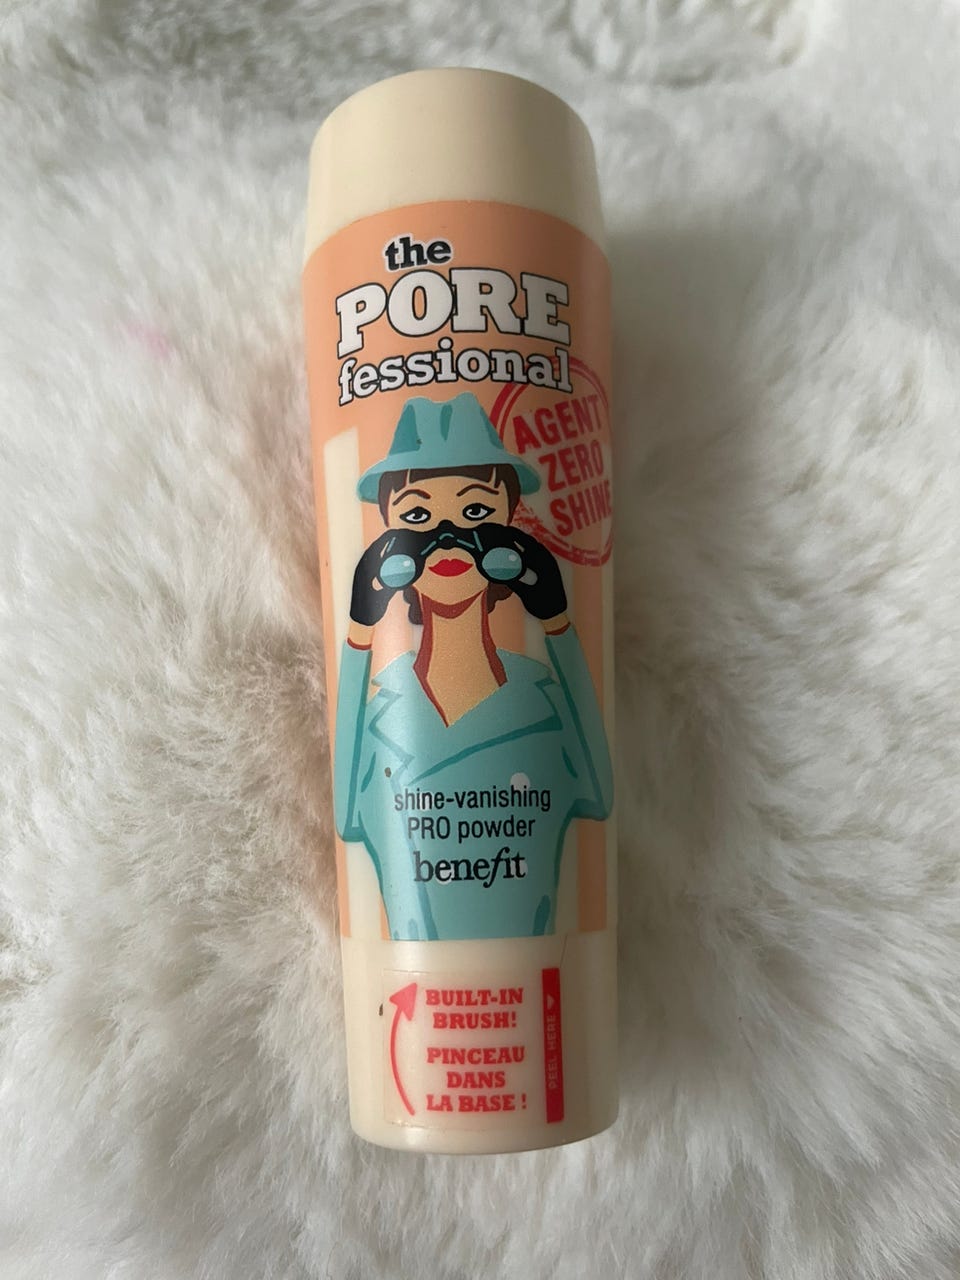 the
PORE
fessional
AGENT
ZERO
SHINE
shine-vanishing
PRO powder
benefit
BUILT-IN
BRUSH!
PINCEAU
DANS
LA BASE !
PEEL HERE